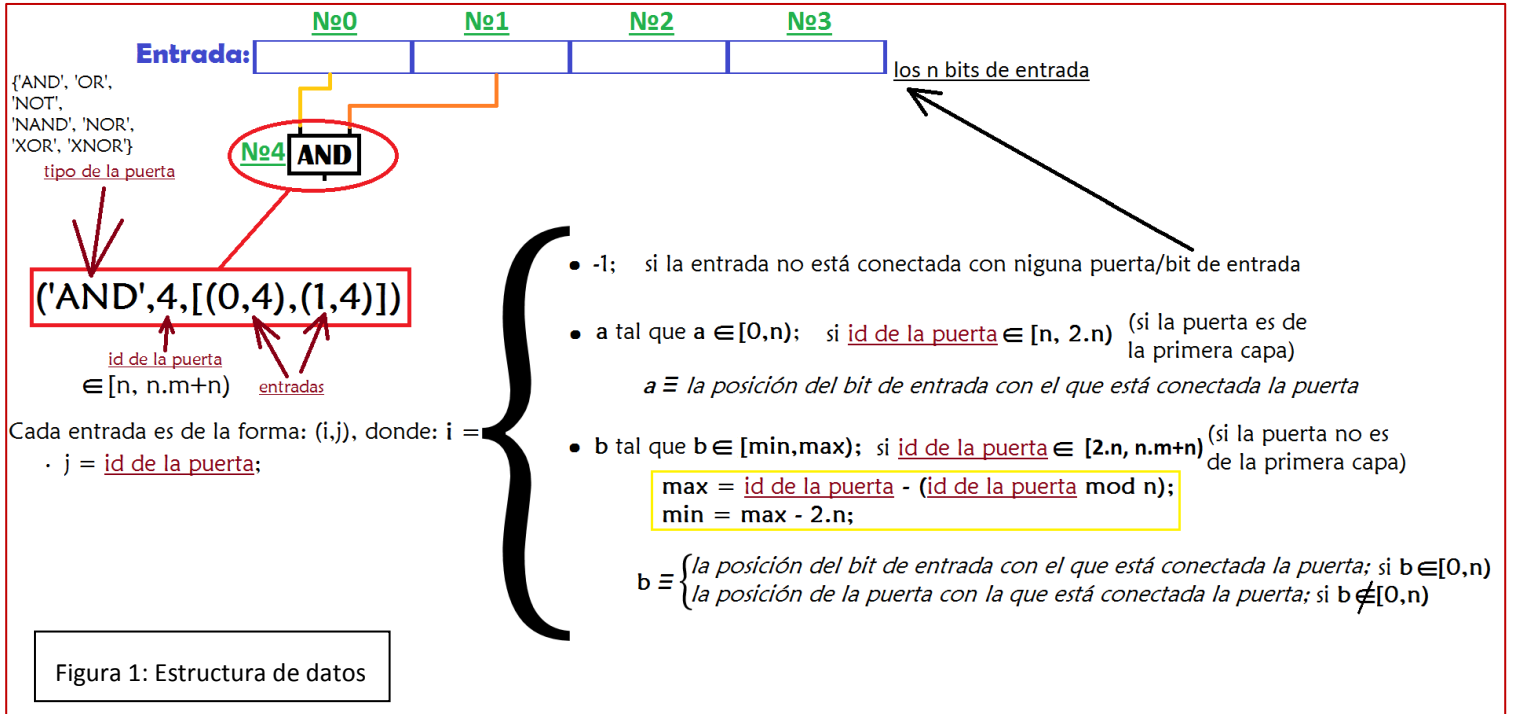 №0 №1 №2 №3
Entrada:
los n bits de entrada
{'AND', 'OR',
'NOT',
'NAND', 'NOR',
'XOR', 'XNOR'}
tipo de la puerta
№4 AND
('AND',4,[(0,4),(1,4)])
id de la puerta
∈ [n, n.m+n)
entradas
Cada entrada es de la forma: (i,j), donde: i =
· j = id de la puerta;
• -1; si la entrada no está conectada con niguna puerta/bit de entrada
• a tal que a ∈ [0,n); si id de la puerta ∈ [n, 2.n) (si la puerta es de
la primera capa)
a ≡ la posición del bit de entrada con el que está conectada la puerta
• b tal que b ∈ [min,max); si id de la puerta ∈ [2.n, n.m+n) (si la puerta no es
de la primera capa)
max = id de la puerta - (id de la puerta mod n);
min = max - 2.n;
b ≡ { la posición del bit de entrada con el que está conectada la puerta; si b ∈ [0,n)
la posición de la puerta con la que está conectada la puerta; si b ∉ [0,n)
Figura 1: Estructura de datos